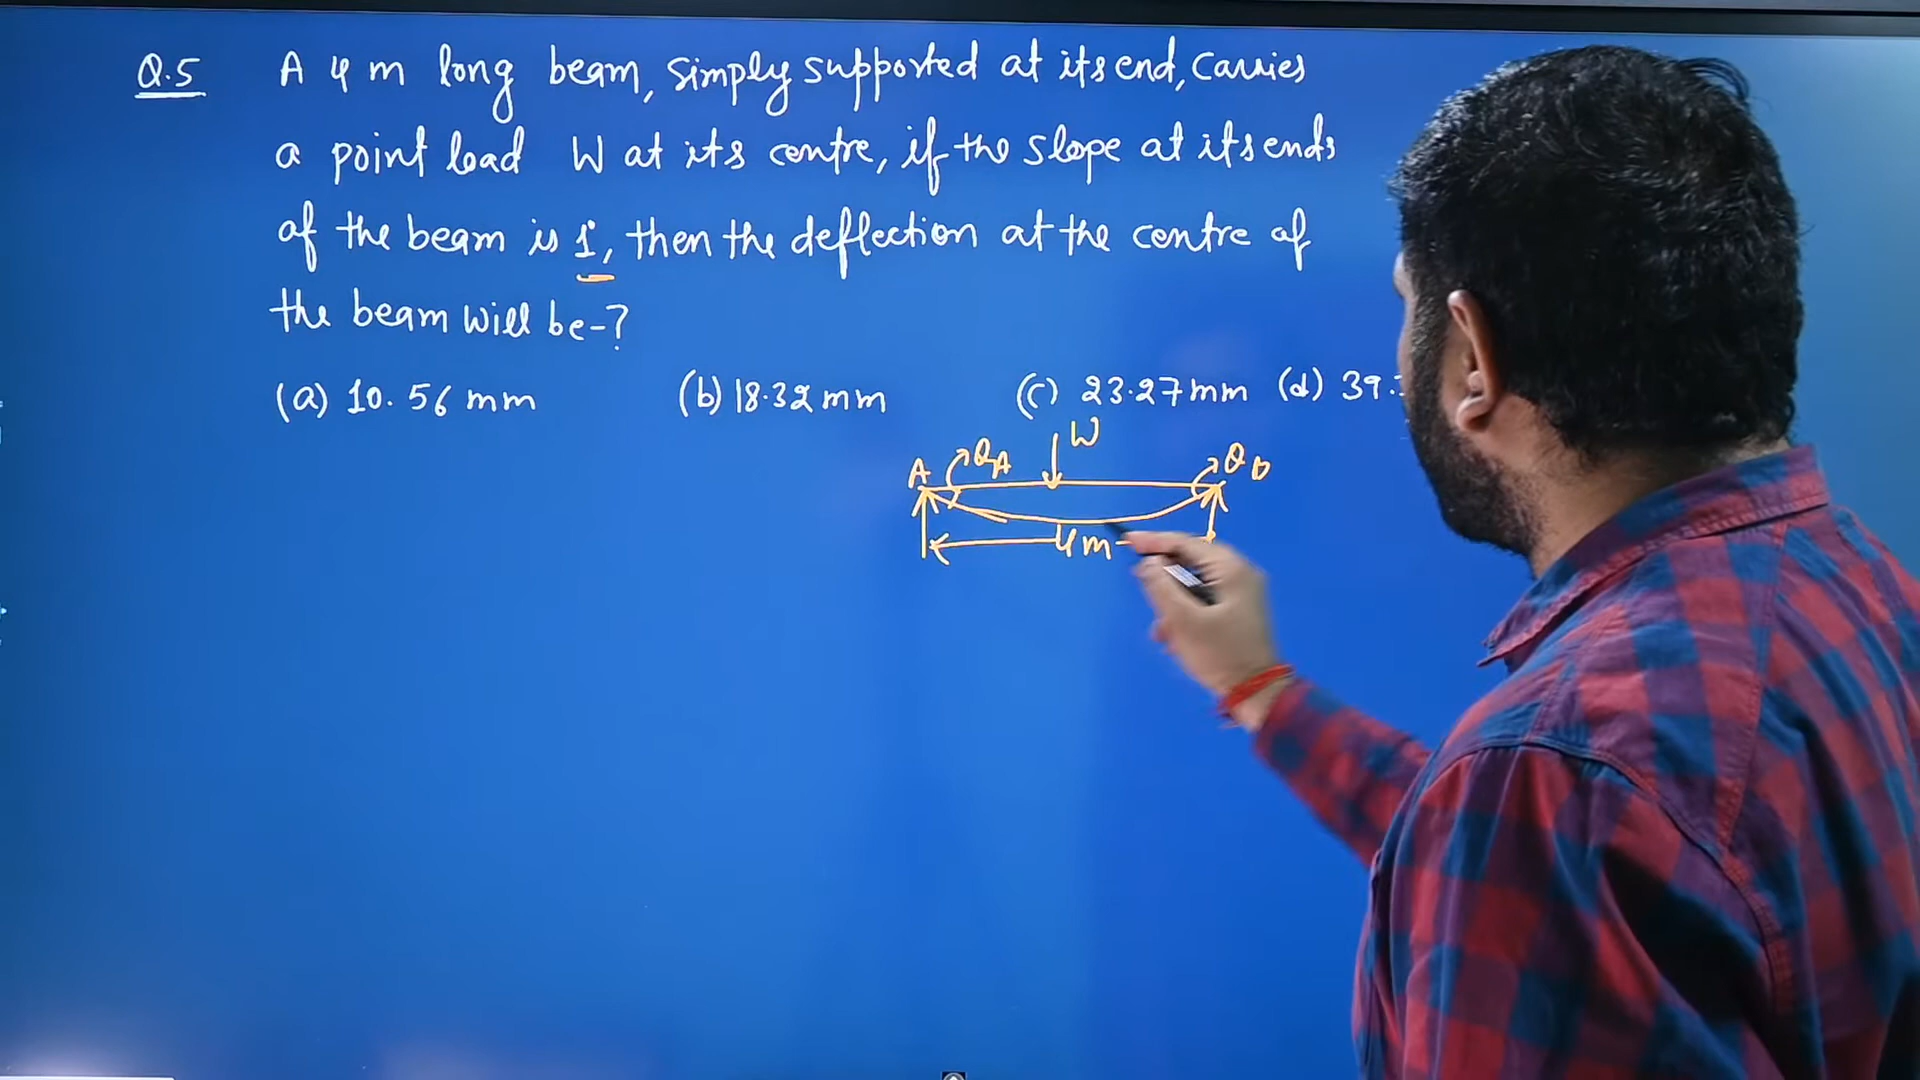 Q.5 A 4 m long beam, simply supported at its end, carries
a point load W at its centre, if the slope at its ends
of the beam is 1°, then the deflection at the centre of
the beam will be-?
(a) 10.56 mm (b) 18.32 mm (c) 23.27 mm (d)
W
A θA θB
4m